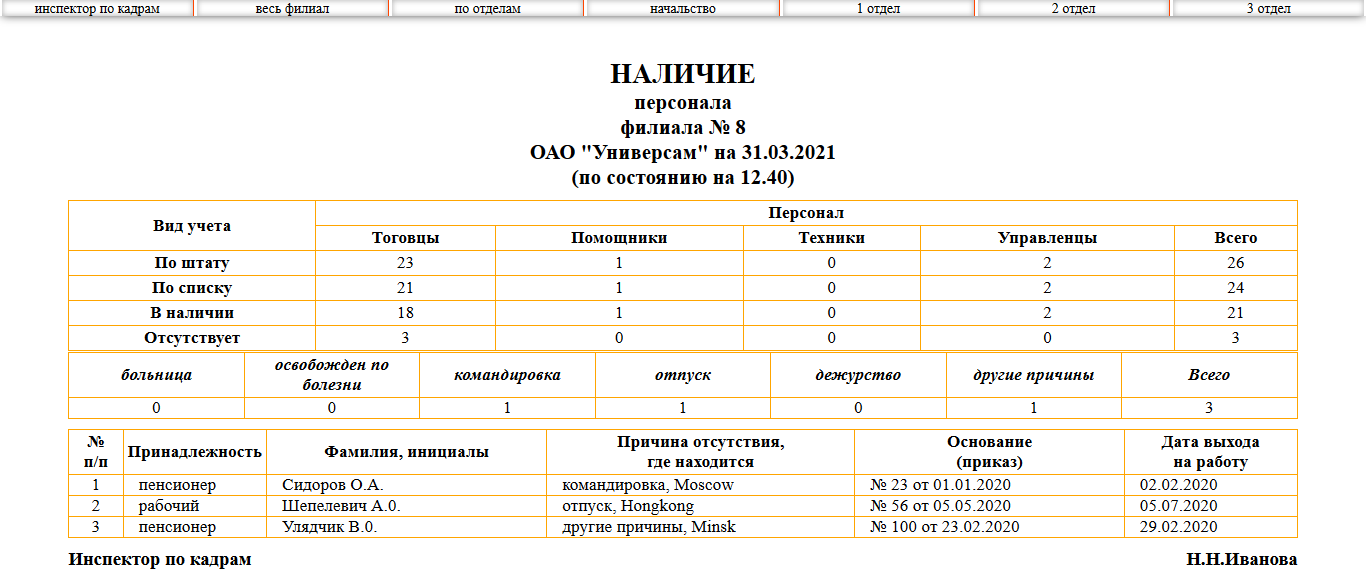 инспектор по кадрам весь филиал по отделам начальство 1 отдел 2 отдел 3 отдел
НАЛИЧИЕ
персонала
филиала № 8
ОАО "Универсам" на 31.03.2021
(по состоянию на 12.40)
Вид учета Персонал
Тоговцы Помощники Техники Управленцы Всего
По штату 23 1 0 2 26
По списку 21 1 0 2 24
В наличии 18 1 0 2 21
Отсутствует 3 0 0 0 3
больница освобожден по болезни командировка отпуск дежурство другие причины Всего
0 0 1 1 0 1 3
№ п/п Принадлежность Фамилия, инициалы Причина отсутствия, где находится Основание (приказ) Дата выхода на работу
1 пенсионер Сидоров О.А. командировка, Moscow № 23 от 01.01.2020 02.02.2020
2 рабочий Шепелевич А.0. отпуск, Hongkong № 56 от 05.05.2020 05.07.2020
3 пенсионер Улядчик В.0. другие причины, Minsk № 100 от 23.02.2020 29.02.2020
Инспектор по кадрам Н.Н.Иванова